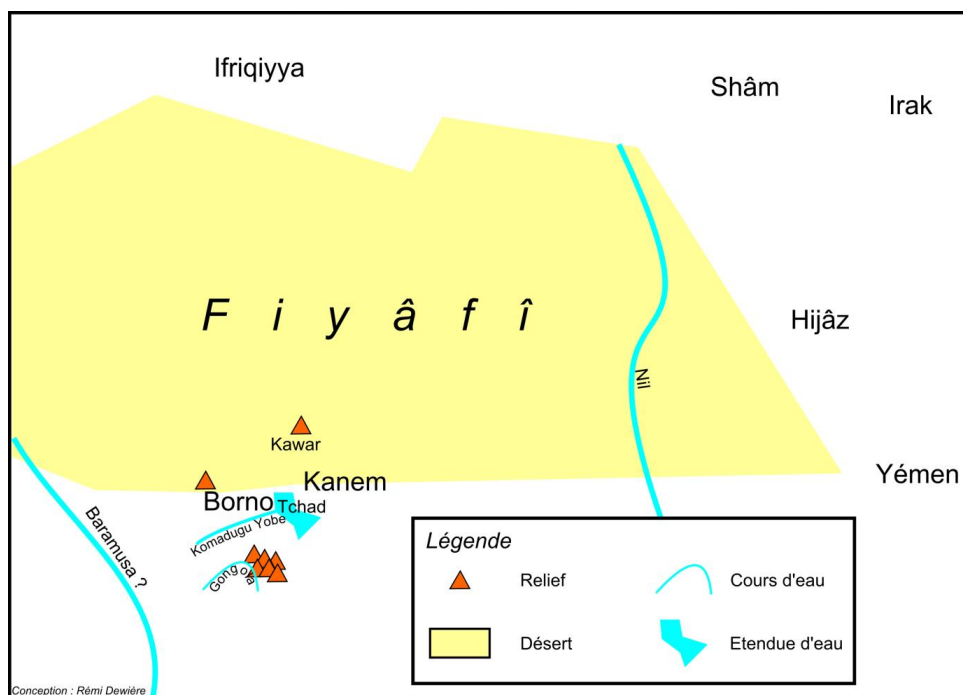 Ifriqiyya
Shâm
Irak
Fiyâfî
Hijâz
Nil
Kawar
Kanem
Yémen
Borno
Tchad
Komadugu Yobe
Baramusa ?
Gongola
Légende
Relief
Cours d'eau
Désert
Etendue d'eau
Conception : Rémi Dewière